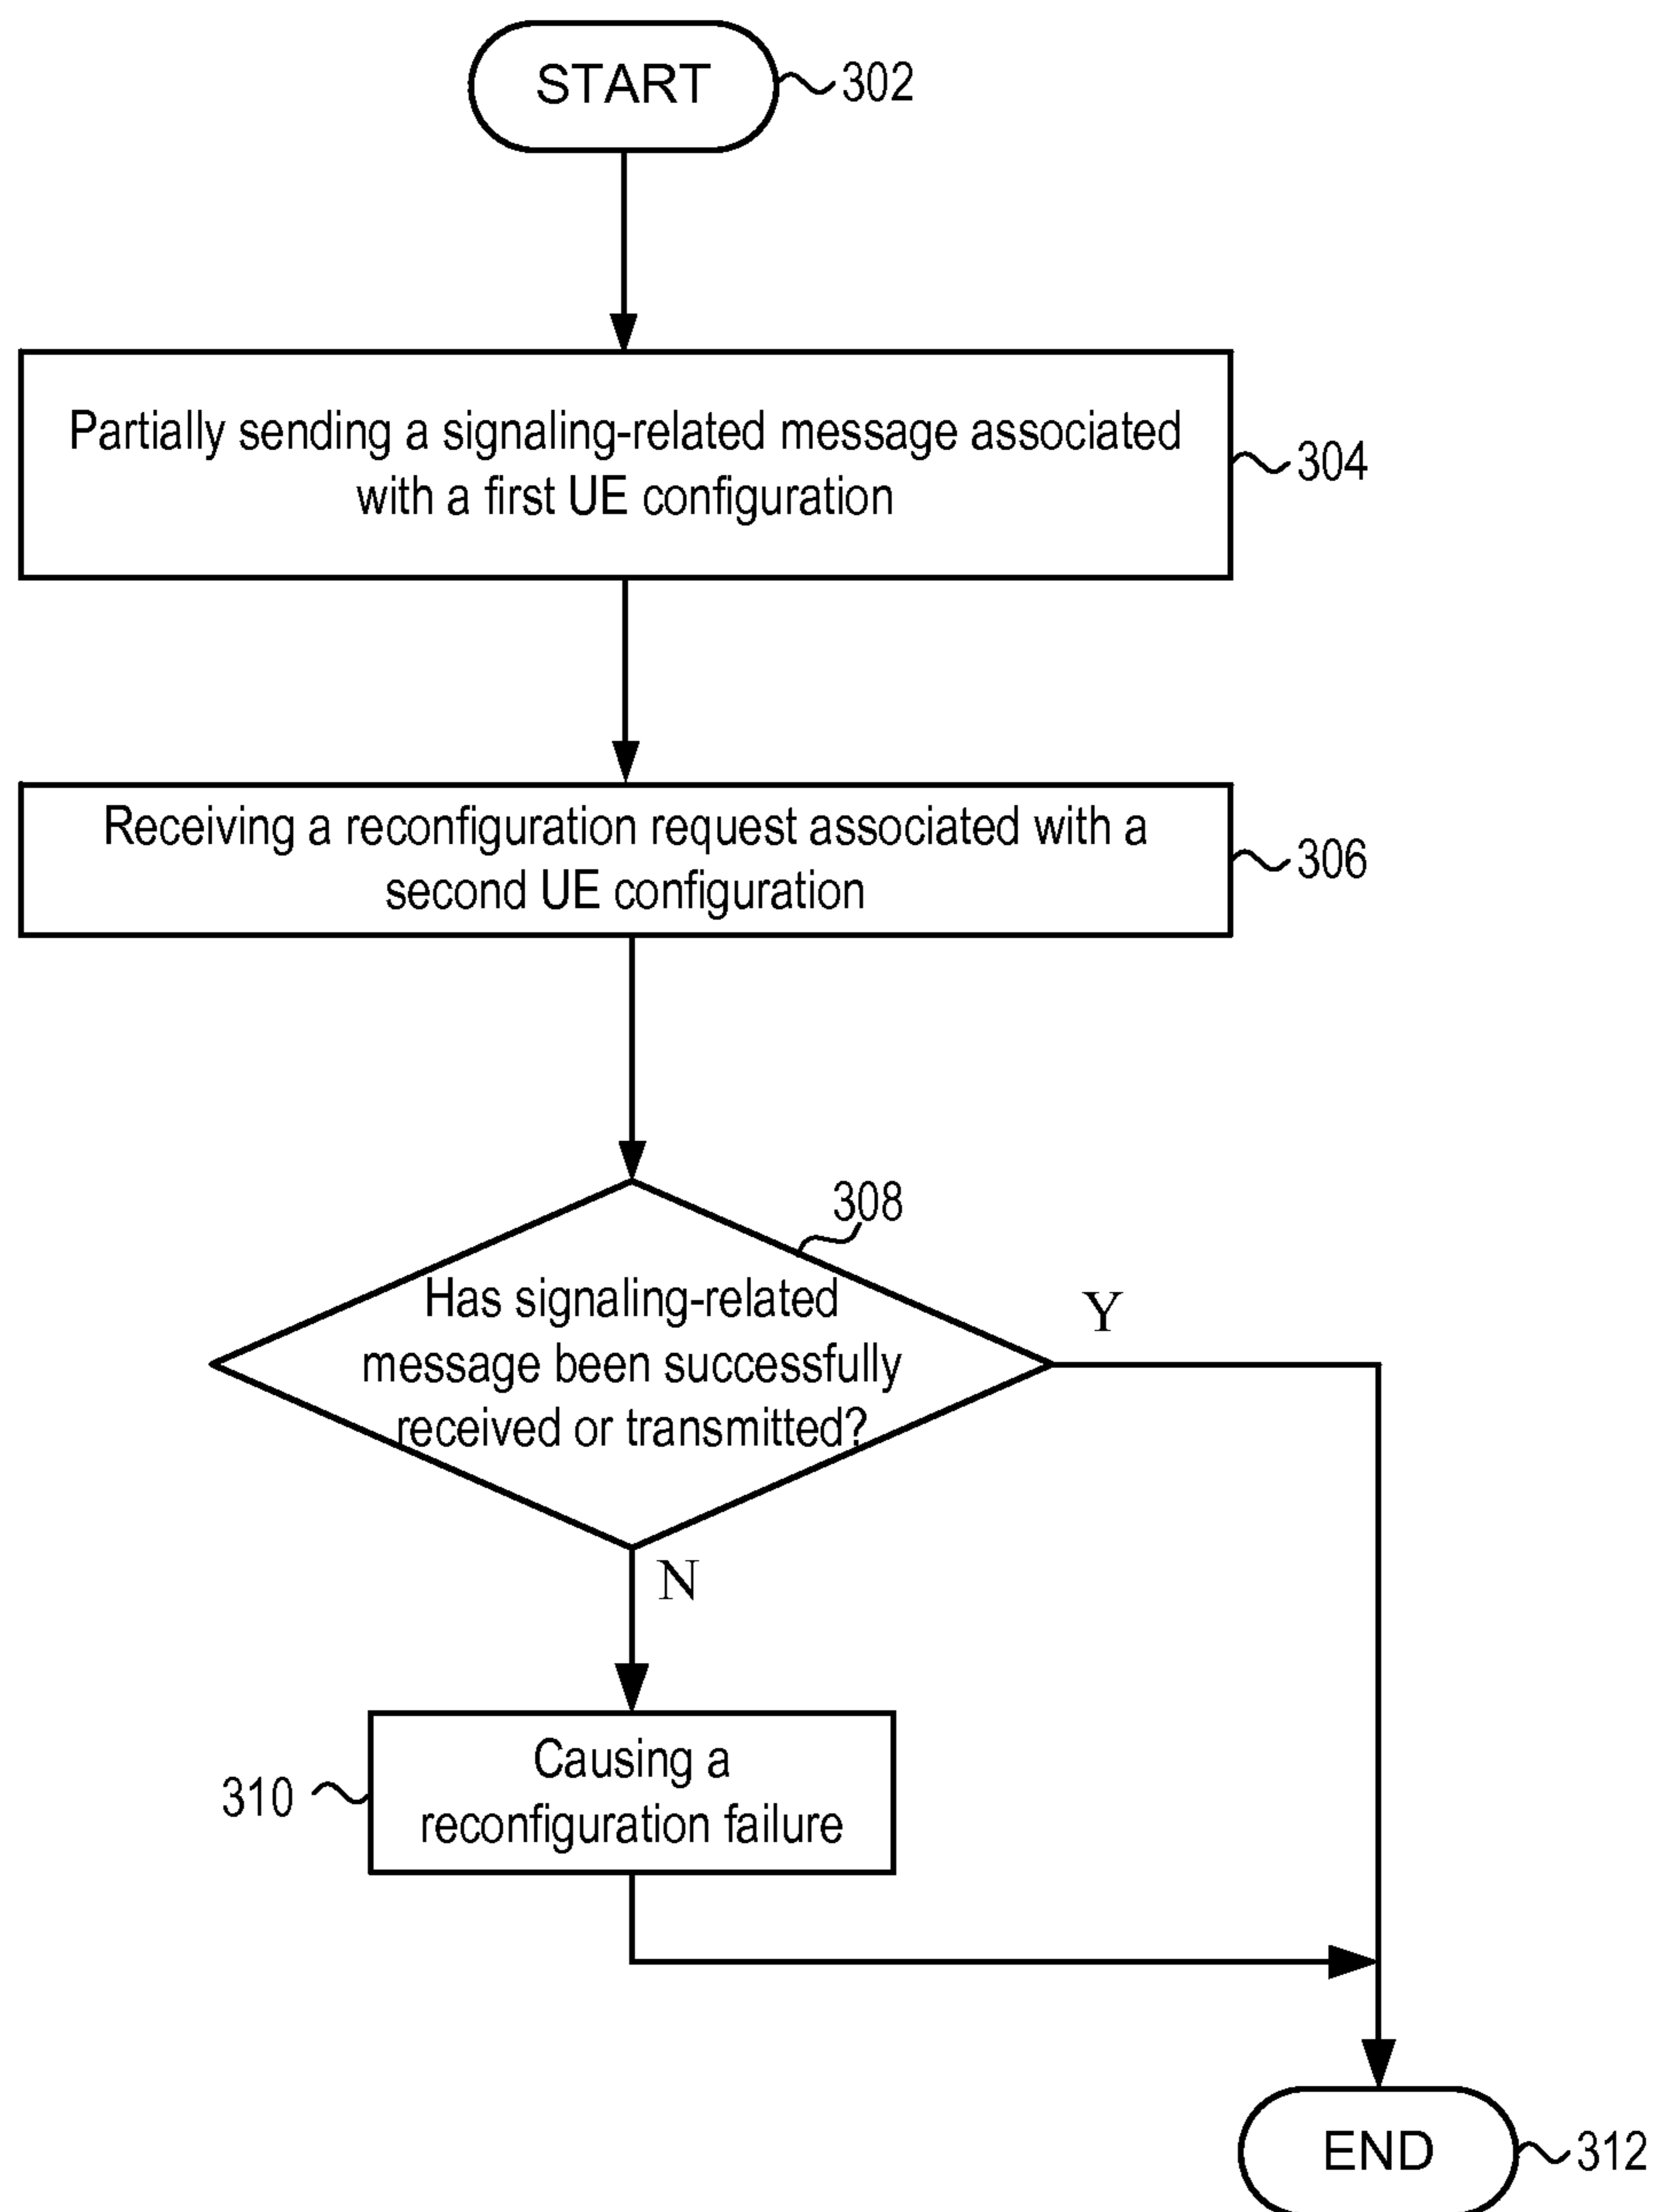 START
302
Partially sending a signaling-related message associated
with a first UE configuration
304
Receiving a reconfiguration request associated with a
second UE configuration
306
308
Has signaling-related
message been successfully
received or transmitted?
Y
N
Causing a
reconfiguration failure
310
END
312